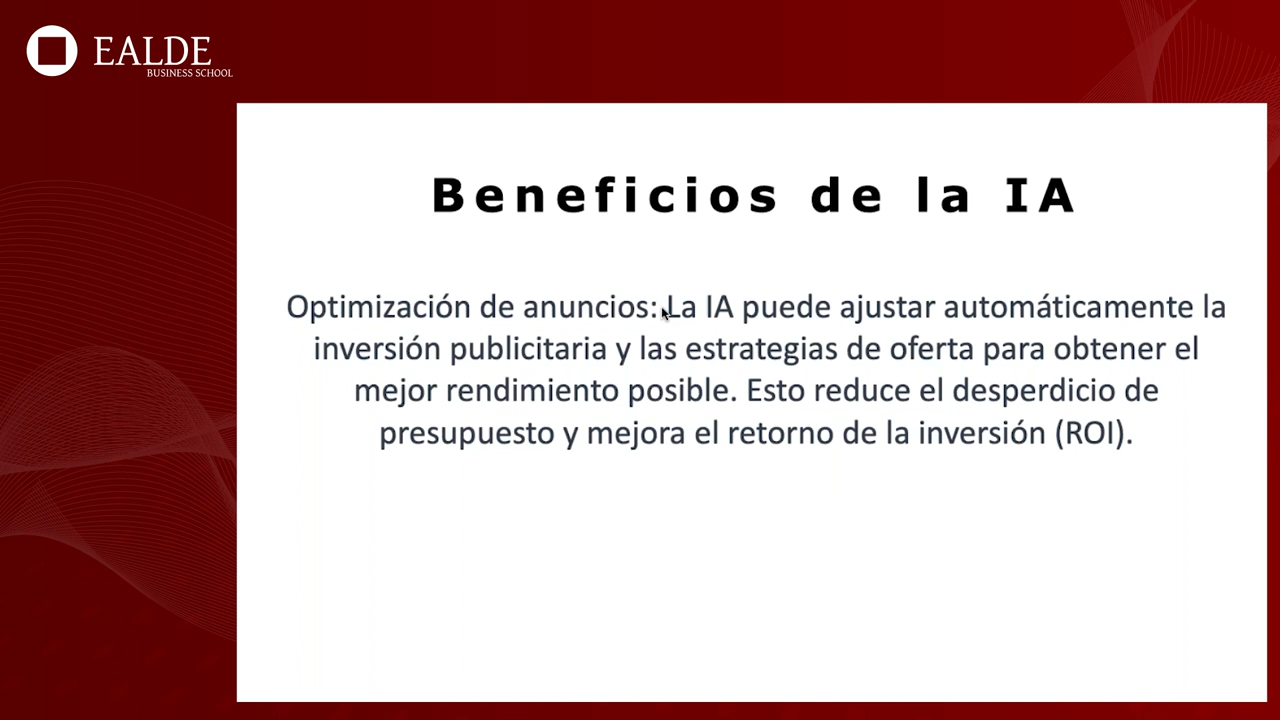 EALDE
BUSINESS SCHOOL
Beneficios de la IA
Optimización de anuncios: La IA puede ajustar automáticamente la
inversión publicitaria y las estrategias de oferta para obtener el
mejor rendimiento posible. Esto reduce el desperdicio de
presupuesto y mejora el retorno de la inversión (ROI).